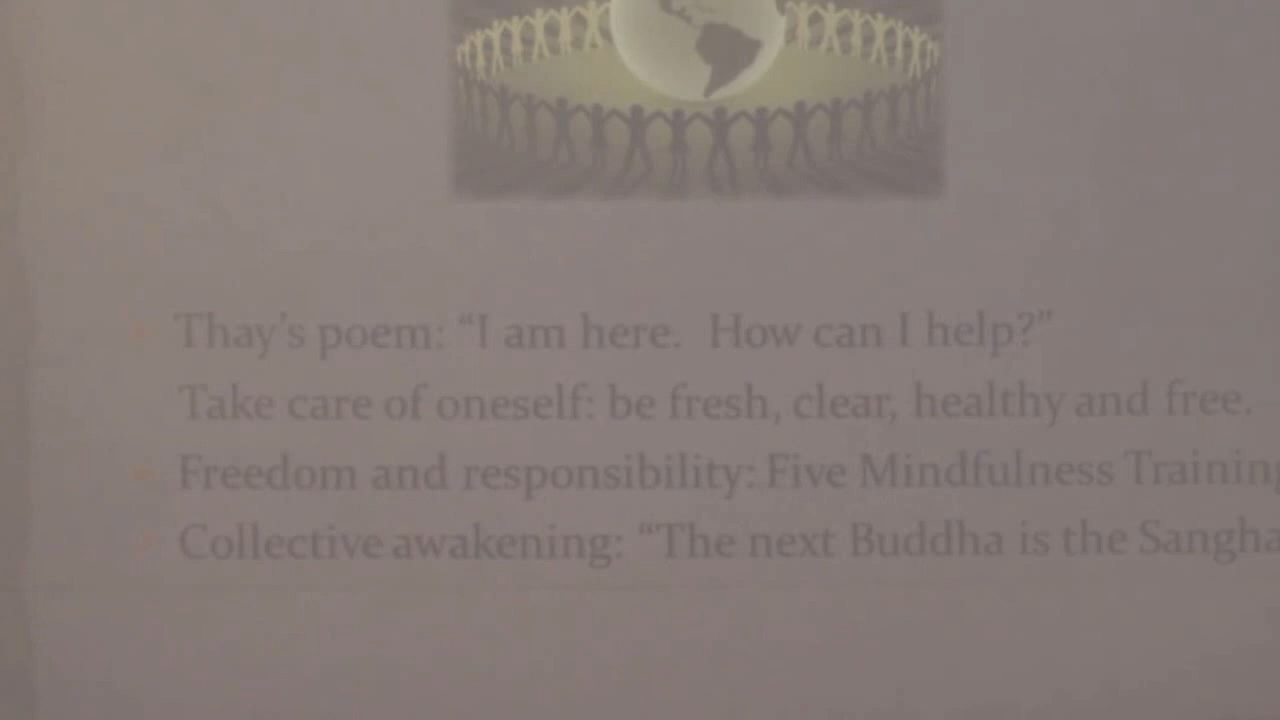 Thay's poem: "I am here. How can I help?"
Take care of oneself: be fresh, clear, healthy and free.
Freedom and responsibility: Five Mindfulness Training
Collective awakening: "The next Buddha is the Sangha